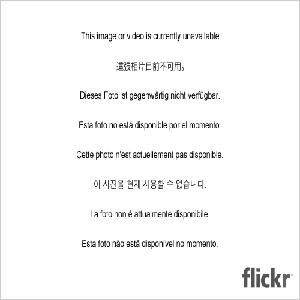 This image or video is currently unavailable.
這張相片目前不可用。
Dieses Foto ist gegenwärtig nicht verfügbar.
Esta foto no está disponible por el momento.
Cette photo n'est actuellement pas disponible.
이 사진을 현재 사용할 수 없습니다.
La foto non è attualmente disponibile.
Esta foto não está disponível no momento.
flickr